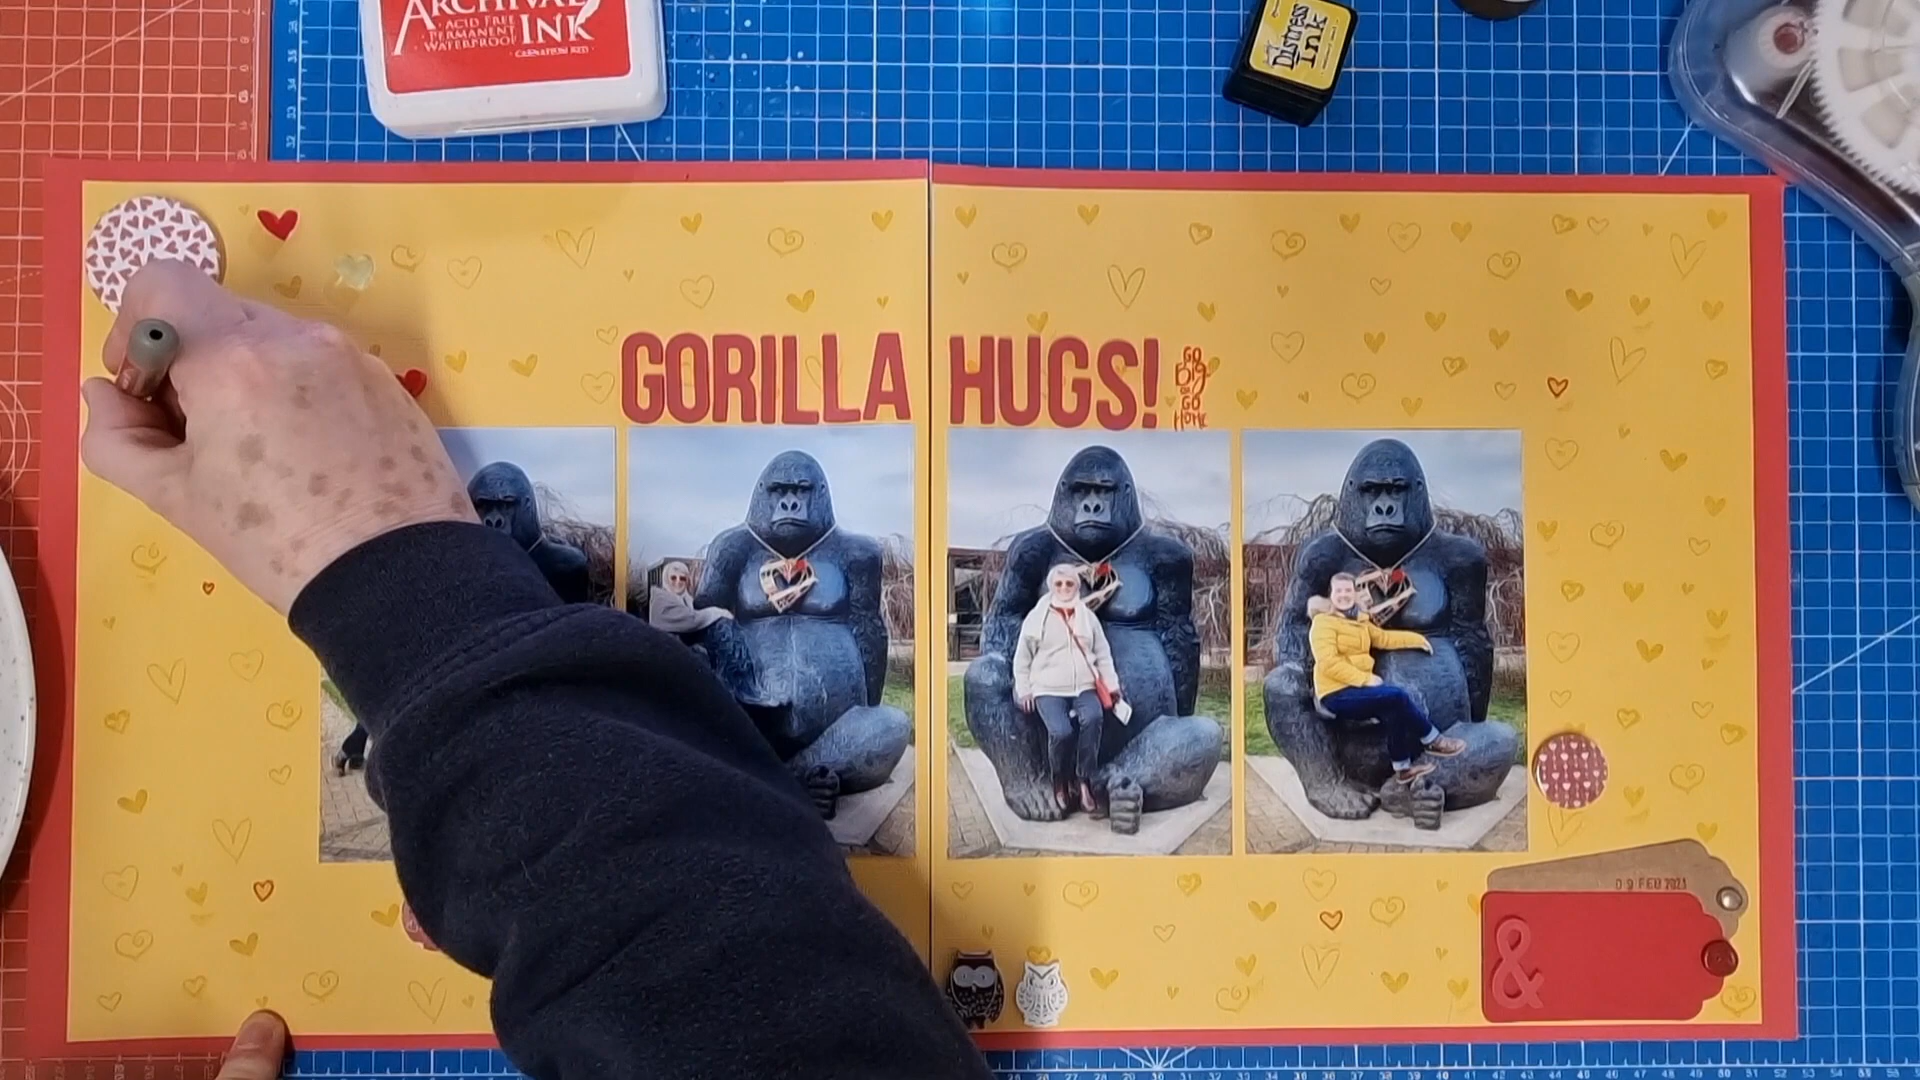 ARCHIVAL
ACID FREE
PERMANENT
WATERPROOF
INK
CARNATION RED
Distress
Ink
GORILLA HUGS!
GO
Big
OR
GO
HOME
09 FEB 2023
&